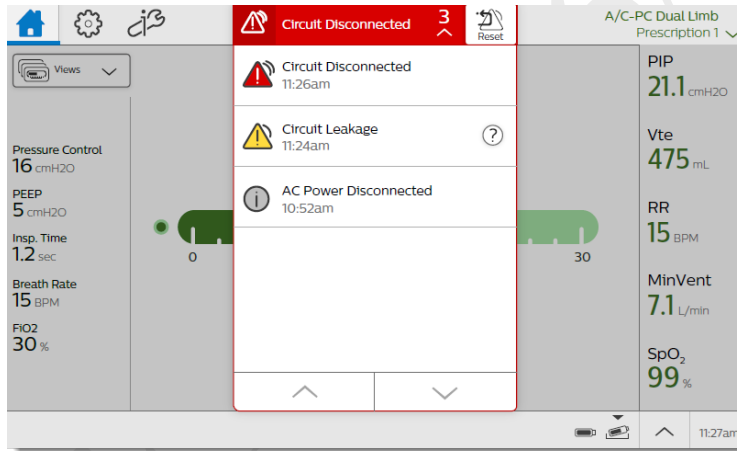 Circuit Disconnected
3
Reset
A/C-PC Dual Limb
Prescription 1
Views
Circuit Disconnected
11:26am
Circuit Leakage
11:24am
?
AC Power Disconnected
10:52am
i
Pressure Control
16 cmH2O
PEEP
5 cmH2O
Insp. Time
1.2 sec
Breath Rate
15 BPM
FiO2
30 %
0
30
PIP
21.1 cmH2O
Vte
475 mL
RR
15 BPM
MinVent
7.1 L/min
SpO₂
99 %
11:27am